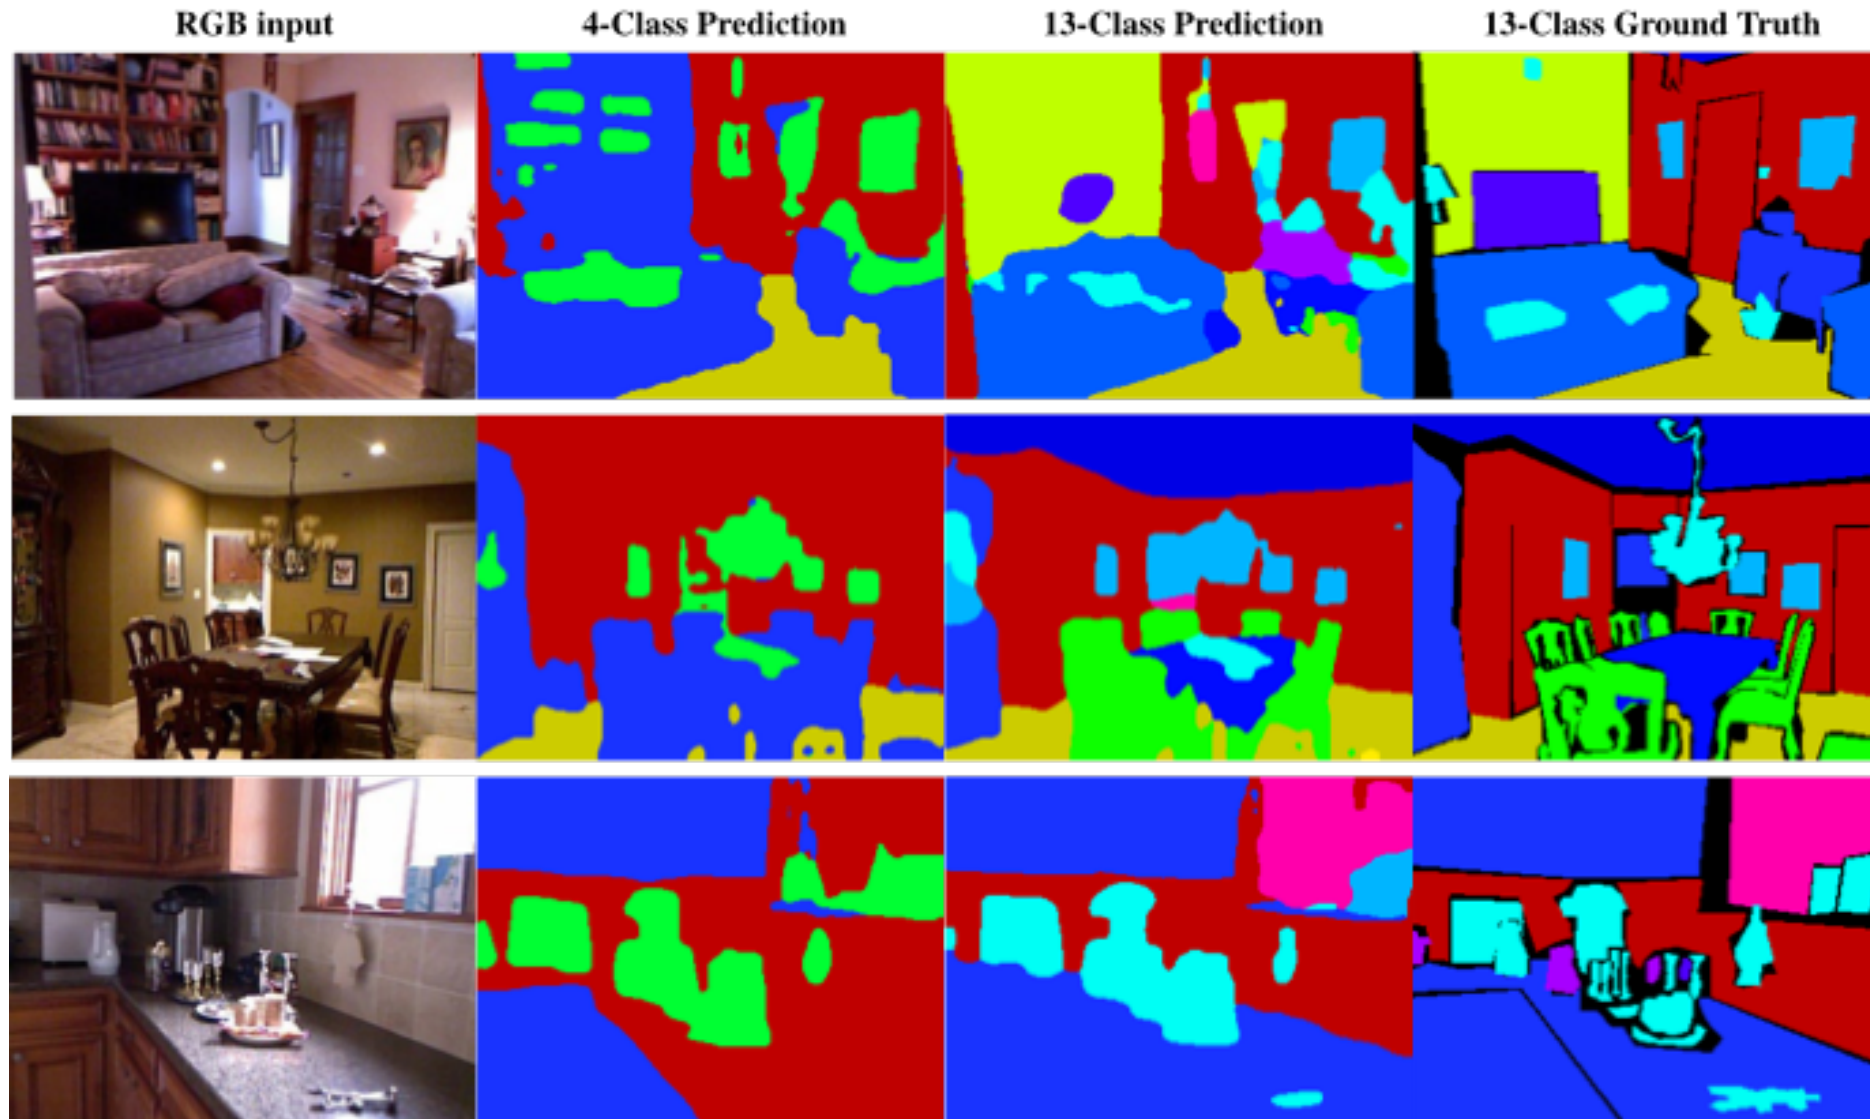 RGB input
4-Class Prediction
13-Class Prediction
13-Class Ground Truth